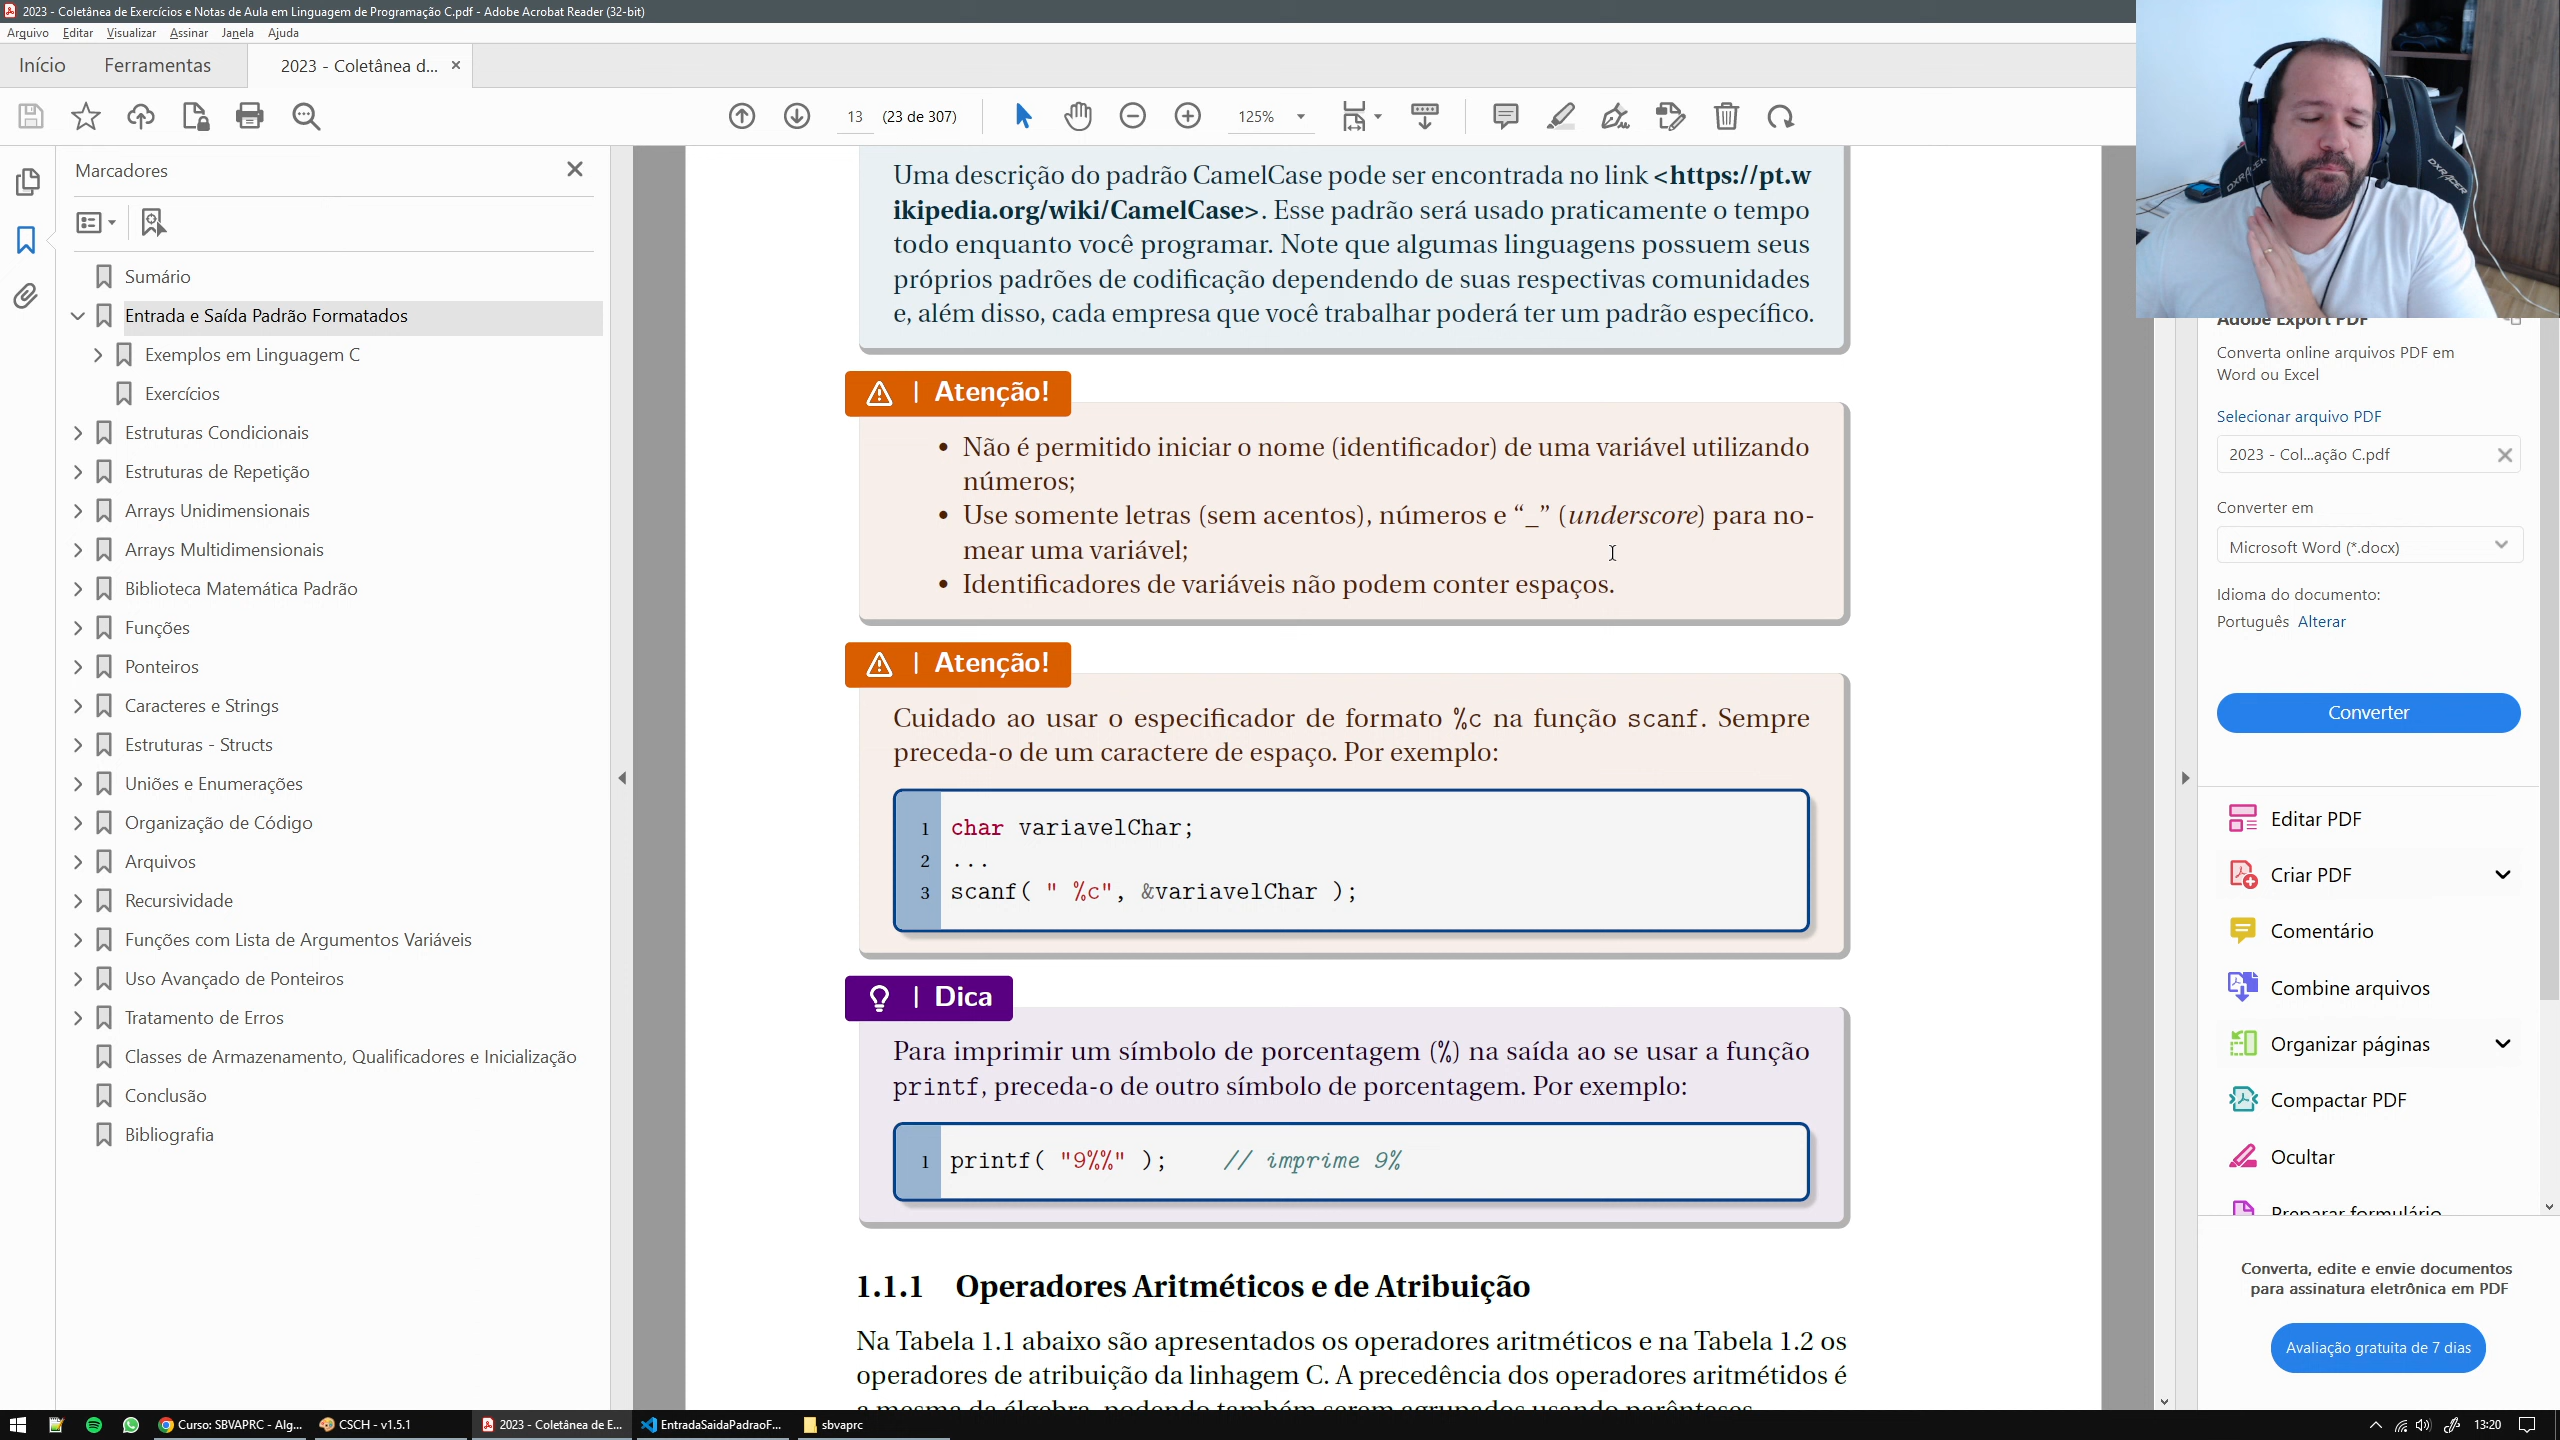 2023 - Coletânea de Exercícios e Notas de Aula em Linguagem de Programação C.pdf - Adobe Acrobat Reader (32-bit)
Arquivo Editar Visualizar Assinar Janela Ajuda
Início Ferramentas 2023 - Coletânea d... ×
13 (23 de 307) 125%
Marcadores
Sumário
Entrada e Saída Padrão Formatados
Exemplos em Linguagem C
Exercícios
Estruturas Condicionais
Estruturas de Repetição
Arrays Unidimensionais
Arrays Multidimensionais
Biblioteca Matemática Padrão
Funções
Ponteiros
Caracteres e Strings
Estruturas - Structs
Uniões e Enumerações
Organização de Código
Arquivos
Recursividade
Funções com Lista de Argumentos Variáveis
Uso Avançado de Ponteiros
Tratamento de Erros
Classes de Armazenamento, Qualificadores e Inicialização
Conclusão
Bibliografia
Uma descrição do padrão CamelCase pode ser encontrada no link <https://pt.w
ikipedia.org/wiki/CamelCase>. Esse padrão será usado praticamente o tempo
todo enquanto você programar. Note que algumas linguagens possuem seus
próprios padrões de codificação dependendo de suas respectivas comunidades
e, além disso, cada empresa que você trabalhar poderá ter um padrão específico.
| Atenção!
• Não é permitido iniciar o nome (identificador) de uma variável utilizando
números;
• Use somente letras (sem acentos), números e “_” (underscore) para no-
mear uma variável;
• Identificadores de variáveis não podem conter espaços.
| Atenção!
Cuidado ao usar o especificador de formato %c na função scanf. Sempre
preceda-o de um caractere de espaço. Por exemplo:
1 char variavelChar;
2 ...
3 scanf( " %c", &variavelChar );
| Dica
Para imprimir um símbolo de porcentagem (%) na saída ao se usar a função
printf, preceda-o de outro símbolo de porcentagem. Por exemplo:
1 printf( "9%%" ); // imprime 9%
1.1.1 Operadores Aritméticos e de Atribuição
Na Tabela 1.1 abaixo são apresentados os operadores aritméticos e na Tabela 1.2 os
operadores de atribuição da linhagem C. A precedência dos operadores aritmétidos é
a mesma da álgebra, podendo também serem agrupados usando parênteses.
DXRACER
DXRACER
Adobe Export PDF
Converta online arquivos PDF em
Word ou Excel
Selecionar arquivo PDF
2023 - Col...ação C.pdf
Converter em
Microsoft Word (*.docx)
Idioma do documento:
Português Alterar
Converter
Editar PDF
Criar PDF
Comentário
Combine arquivos
Organizar páginas
Compactar PDF
Ocultar
Preparar formulário
Converta, edite e envie documentos
para assinatura eletrônica em PDF
Avaliação gratuita de 7 dias
Curso: SBVAPRC - Alg... CSCH - v1.5.1 2023 - Coletânea de E... EntradaSaidaPadraoF... sbvaprc 13:20